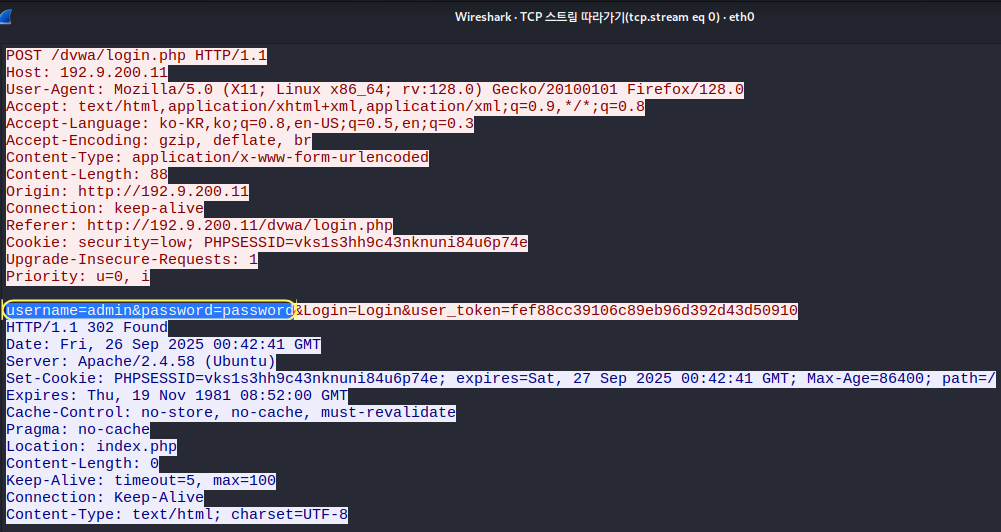 Wireshark · TCP 스트림 따라가기(tcp.stream eq 0) · eth0
POST /dvwa/login.php HTTP/1.1
Host: 192.9.200.11
User-Agent: Mozilla/5.0 (X11; Linux x86_64; rv:128.0) Gecko/20100101 Firefox/128.0
Accept: text/html,application/xhtml+xml,application/xml;q=0.9,*/*;q=0.8
Accept-Language: ko-KR,ko;q=0.8,en-US;q=0.5,en;q=0.3
Accept-Encoding: gzip, deflate, br
Content-Type: application/x-www-form-urlencoded
Content-Length: 88
Origin: http://192.9.200.11
Connection: keep-alive
Referer: http://192.9.200.11/dvwa/login.php
Cookie: security=low; PHPSESSID=vks1s3hh9c43nknuni84u6p74e
Upgrade-Insecure-Requests: 1
Priority: u=0, i
username=admin&password=password&Login=Login&user_token=fef88cc39106c89eb96d392d43d50910
HTTP/1.1 302 Found
Date: Fri, 26 Sep 2025 00:42:41 GMT
Server: Apache/2.4.58 (Ubuntu)
Set-Cookie: PHPSESSID=vks1s3hh9c43nknuni84u6p74e; expires=Sat, 27 Sep 2025 00:42:41 GMT; Max-Age=86400; path=/
Expires: Thu, 19 Nov 1981 08:52:00 GMT
Cache-Control: no-store, no-cache, must-revalidate
Pragma: no-cache
Location: index.php
Content-Length: 0
Keep-Alive: timeout=5, max=100
Connection: Keep-Alive
Content-Type: text/html; charset=UTF-8